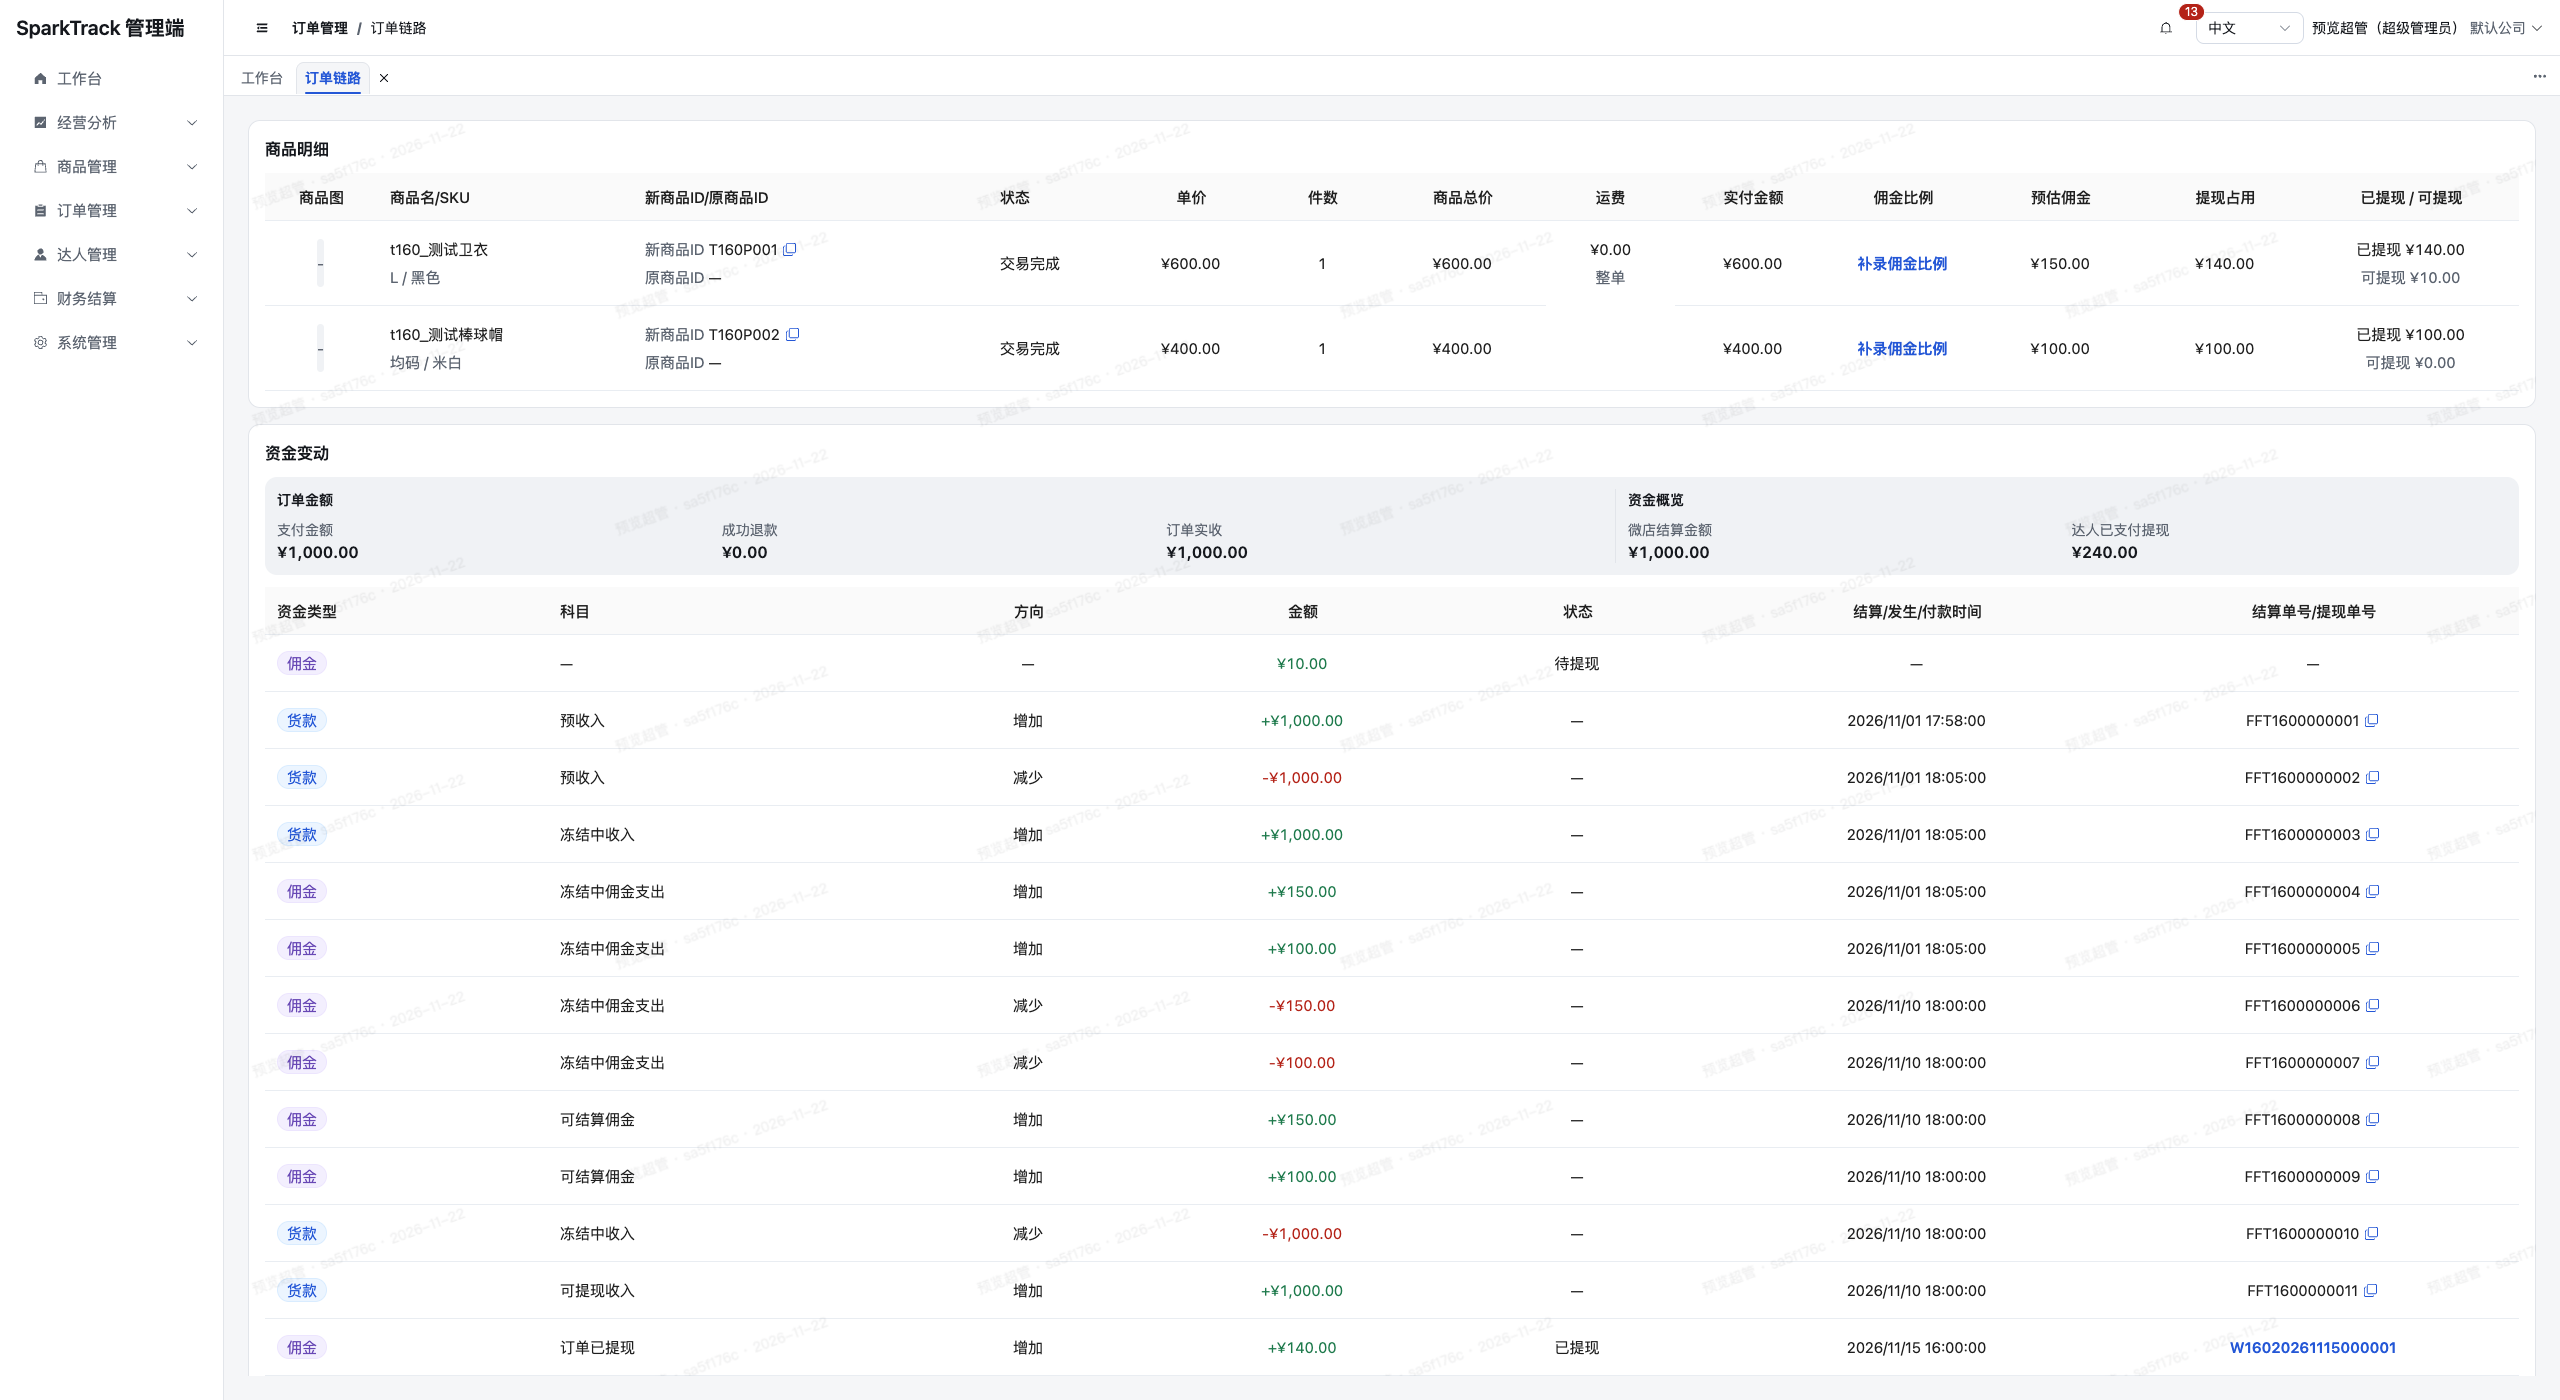 SparkTrack 管理端
工作台
经营分析
商品管理
订单管理
达人管理
财务结算
系统管理
订单管理 / 订单链路
13
中文
预览超管（超级管理员） 默认公司
工作台 订单链路
商品明细
商品图 商品名/SKU 新商品ID/原商品ID 状态 单价 件数 商品总价 运费 实付金额 佣金比例 预估佣金 提现占用 已提现 / 可提现
- t160_测试卫衣 L / 黑色 新商品ID T160P001 原商品ID — 交易完成 ¥600.00 1 ¥600.00 ¥0.00 整单 ¥600.00 补录佣金比例 ¥150.00 ¥140.00 已提现 ¥140.00 可提现 ¥10.00
- t160_测试棒球帽 均码 / 米白 新商品ID T160P002 原商品ID — 交易完成 ¥400.00 1 ¥400.00 ¥400.00 补录佣金比例 ¥100.00 ¥100.00 已提现 ¥100.00 可提现 ¥0.00
资金变动
订单金额 资金概览
支付金额 成功退款 订单实收 微店结算金额 达人已支付提现
¥1,000.00 ¥0.00 ¥1,000.00 ¥1,000.00 ¥240.00
资金类型 科目 方向 金额 状态 结算/发生/付款时间 结算单号/提现单号
佣金 — — ¥10.00 待提现 — —
货款 预收入 增加 +¥1,000.00 — 2026/11/01 17:58:00 FFT1600000001
货款 预收入 减少 -¥1,000.00 — 2026/11/01 18:05:00 FFT1600000002
货款 冻结中收入 增加 +¥1,000.00 — 2026/11/01 18:05:00 FFT1600000003
佣金 冻结中佣金支出 增加 +¥150.00 — 2026/11/01 18:05:00 FFT1600000004
佣金 冻结中佣金支出 增加 +¥100.00 — 2026/11/01 18:05:00 FFT1600000005
佣金 冻结中佣金支出 减少 -¥150.00 — 2026/11/10 18:00:00 FFT1600000006
佣金 冻结中佣金支出 减少 -¥100.00 — 2026/11/10 18:00:00 FFT1600000007
佣金 可结算佣金 增加 +¥150.00 — 2026/11/10 18:00:00 FFT1600000008
佣金 可结算佣金 增加 +¥100.00 — 2026/11/10 18:00:00 FFT1600000009
货款 冻结中收入 减少 -¥1,000.00 — 2026/11/10 18:00:00 FFT1600000010
货款 可提现收入 增加 +¥1,000.00 — 2026/11/10 18:00:00 FFT1600000011
佣金 订单已提现 增加 +¥140.00 已提现 2026/11/15 16:00:00 W16020261115000001
预览超管 · sa5f176c · 2026-11-22